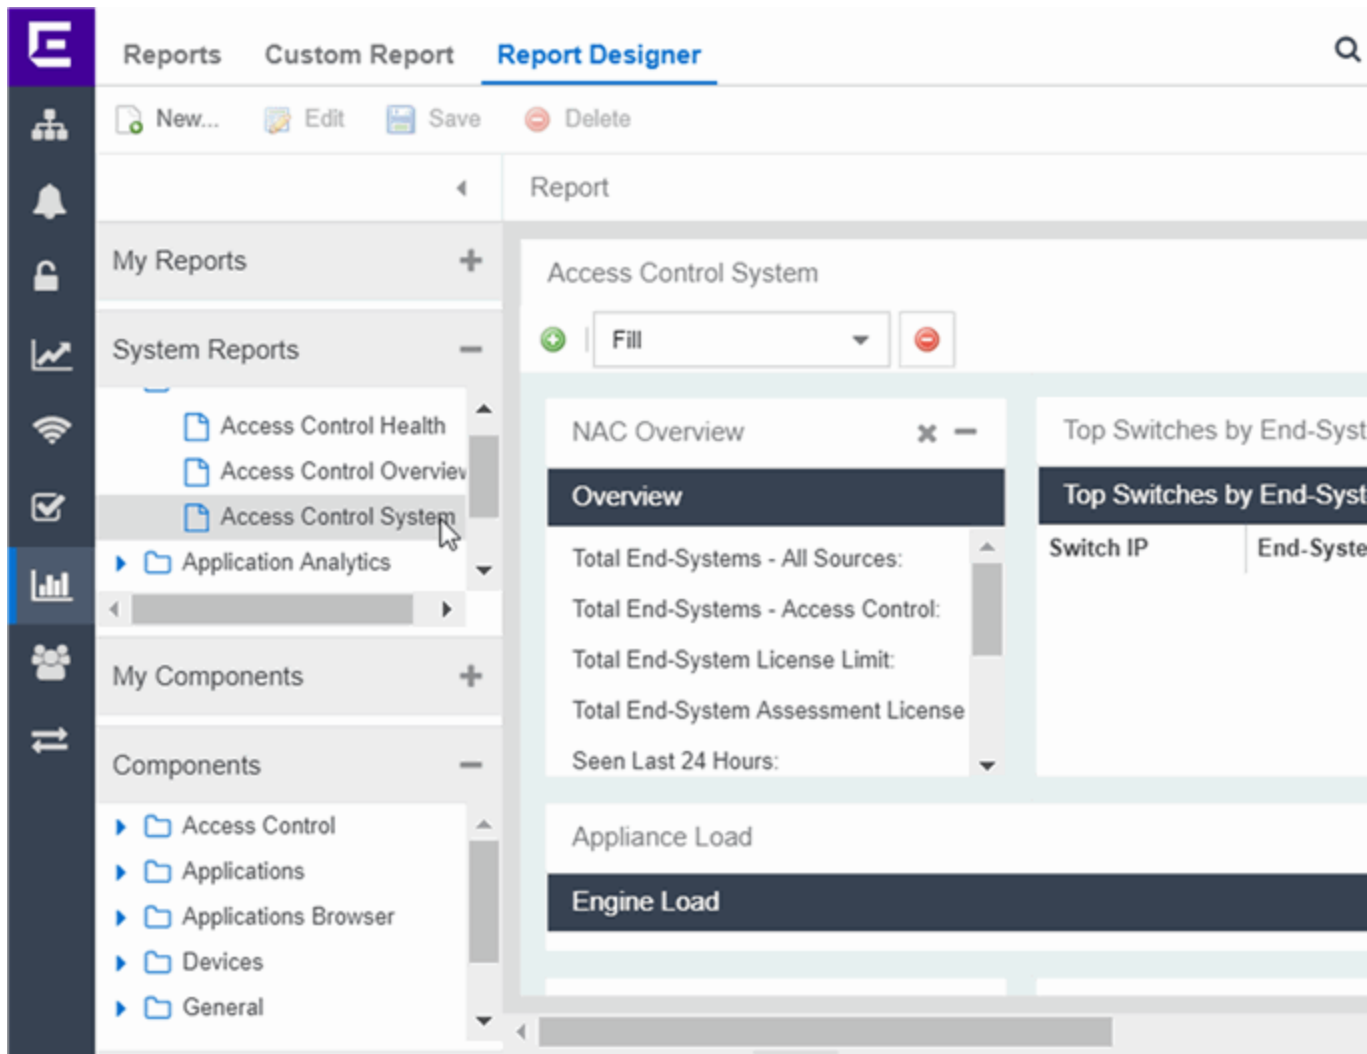 Reports
Custom Report
Report Designer
New...
Edit
Save
Delete
Report
My Reports
System Reports
Access Control Health
Access Control Overview
Access Control System
Application Analytics
My Components
Components
Access Control
Applications
Applications Browser
Devices
General
Access Control System
Fill
NAC Overview
Overview
Total End-Systems - All Sources:
Total End-Systems - Access Control:
Total End-System License Limit:
Total End-System Assessment License
Seen Last 24 Hours:
Top Switches by End-Syst
Top Switches by End-Syst
Switch IP
End-Syste
Appliance Load
Engine Load